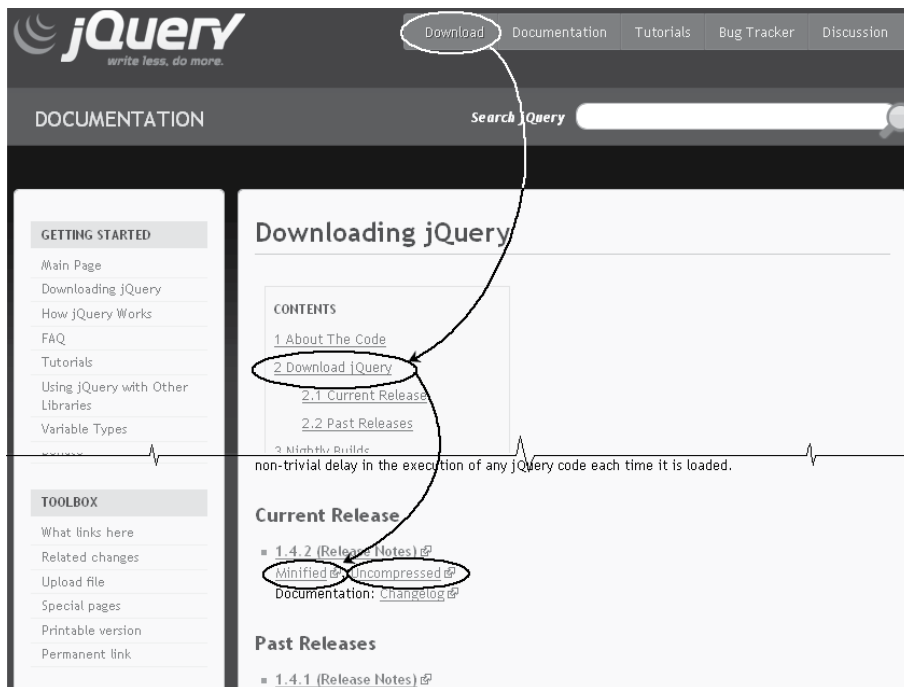 jQuery
write less, do more.
Download Documentation Tutorials Bug Tracker Discussion
DOCUMENTATION
Search jQuery
GETTING STARTED
Main Page
Downloading jQuery
How jQuery Works
FAQ
Tutorials
Using jQuery with Other
Libraries
Variable Types
Downloading jQuery
CONTENTS
1 About The Code
2 Download jQuery
2.1 Current Release
2.2 Past Releases
3 Nightly Builds
non-trivial delay in the execution of any jQuery code each time it is loaded.
TOOLBOX
What links here
Related changes
Upload file
Special pages
Printable version
Permanent link
Current Release
1.4.2 (Release Notes)
Minified, Uncompressed
Documentation: Changelog
Past Releases
1.4.1 (Release Notes)